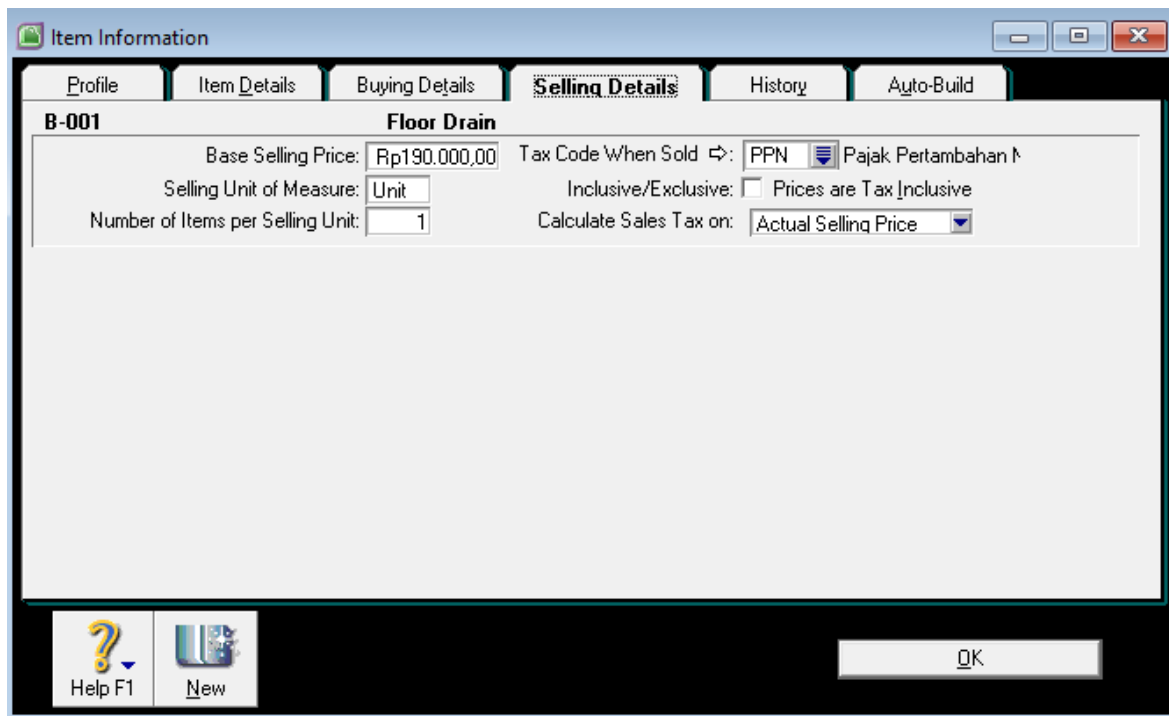 Item Information
Profile Item Details Buying Details Selling Details History Auto-Build
B-001 Floor Drain
Base Selling Price: Rp190.000,00 Tax Code When Sold ⇨: PPN Pajak Pertambahan N
Selling Unit of Measure: Unit Inclusive/Exclusive: Prices are Tax Inclusive
Number of Items per Selling Unit: 1 Calculate Sales Tax on: Actual Selling Price
Help F1 New OK